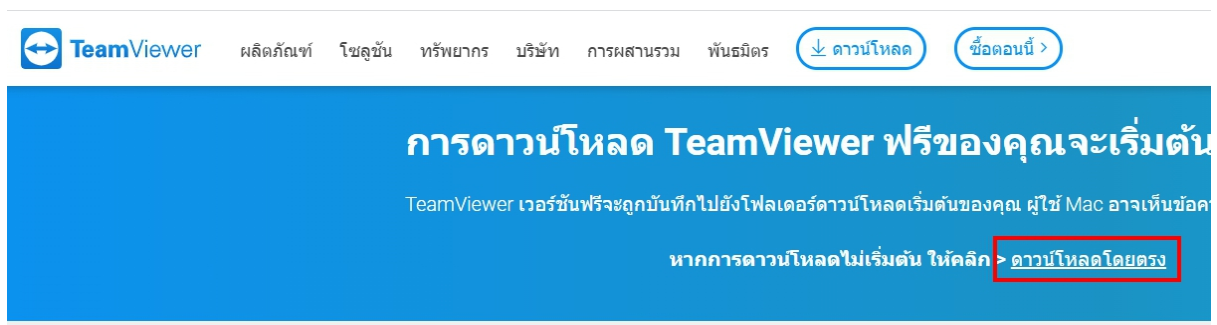 TeamViewer ผลิตภัณฑ์ โซลูชัน ทรัพยากร บริษัท การผสานรวม พันธมิตร ดาวน์โหลด ซื้อตอนนี้ >
การดาวน์โหลด TeamViewer ฟรีของคุณจะเริ่มต้น
TeamViewer เวอร์ชันฟรีจะถูกบันทึกไปยังโฟลเดอร์ดาวน์โหลดเริ่มต้นของคุณ ผู้ใช้ Mac อาจเห็น
หากการดาวน์โหลดไม่เริ่มต้น ให้คลิก > ดาวน์โหลดโดยตรง